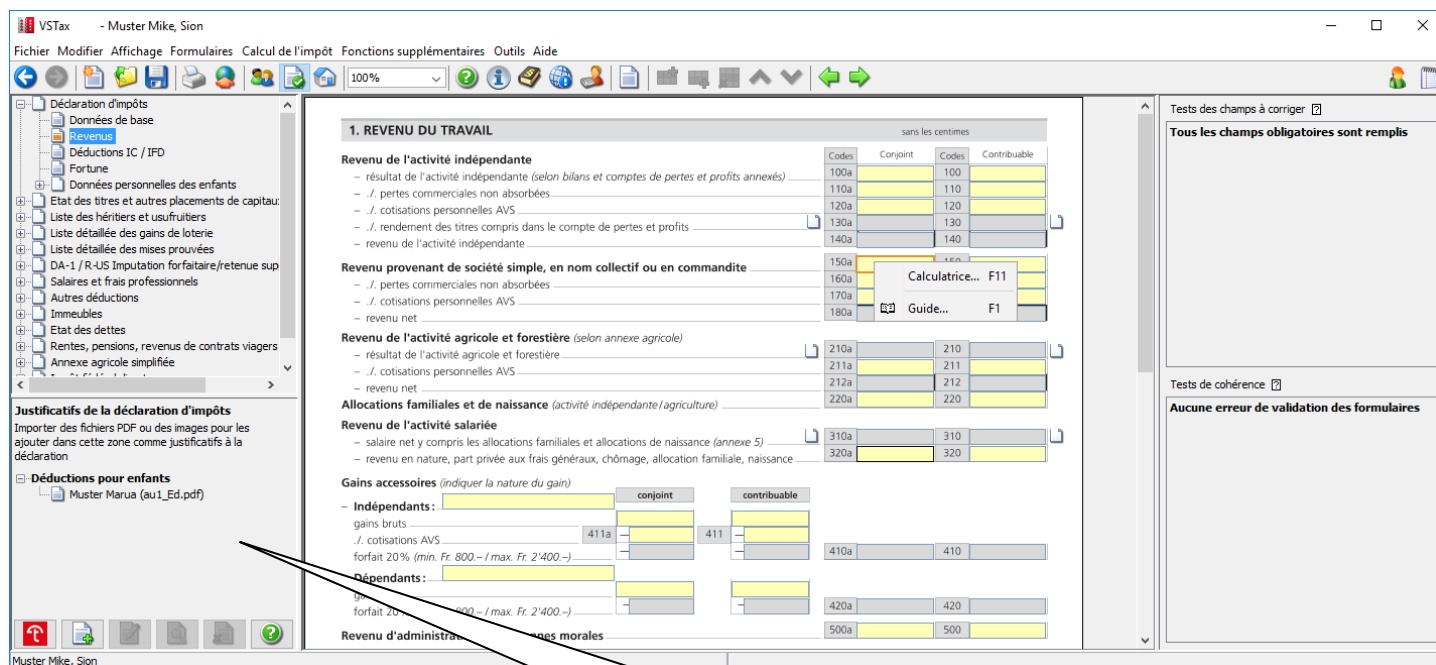 VSTax - Muster Mike, Sion
Fichier Modifier Affichage Formulaires Calcul de l'impôt Fonctions supplémentaires Outils Aide
100%
Déclaration d'impôts
Données de base
Revenus
Déductions IC / IFD
Fortune
Données personnelles des enfants
Etat des titres et autres placements de capitau
Liste des héritiers et usufruitiers
Liste détaillée des gains de loterie
Liste détaillée des mises prouvées
DA-1 / R-US Imputation forfaitaire/retenue sup
Salaires et frais professionnels
Autres déductions
Immeubles
Etat des dettes
Rentes, pensions, revenus de contrats viagers
Annexe agricole simplifiée
Justificatifs de la déclaration d'impôts
Importer des fichiers PDF ou des images pour les
ajouter dans cette zone comme justificatifs à la
déclaration
Déductions pour enfants
Muster Marua (au1_Ed.pdf)
1. REVENU DU TRAVAIL sans les centimes
Codes Conjoint Codes Contribuable
Revenu de l'activité indépendante
– résultat de l'activité indépendante (selon bilans et comptes de pertes et profits annexés) 100a 100
– ./. pertes commerciales non absorbées 110a 110
– ./. cotisations personnelles AVS 120a 120
– ./. rendement des titres compris dans le compte de pertes et profits 130a 130
– revenu de l'activité indépendante 140a 140
Revenu provenant de société simple, en nom collectif ou en commandite 150a 150
– ./. pertes commerciales non absorbées 160a
– ./. cotisations personnelles AVS 170a
– revenu net 180a
Calculatrice... F11
Guide... F1
Revenu de l'activité agricole et forestière (selon annexe agricole)
– résultat de l'activité agricole et forestière 210a 210
– ./. cotisations personnelles AVS 211a 211
– revenu net 212a 212
Allocations familiales et de naissance (activité indépendante/agriculture) 220a 220
Revenu de l'activité salariée
– salaire net y compris les allocations familiales et allocations de naissance (annexe 5) 310a 310
– revenu en nature, part privée aux frais généraux, chômage, allocation familiale, naissance 320a 320
Gains accessoires (indiquer la nature du gain)
conjoint contribuable
– Indépendants:
gains bruts
./. cotisations AVS 411a – 411 –
forfait 20% (min. Fr. 800.– / max. Fr. 2'400.–) – – 410a 410
Dépendants:
forfait 20 800.– / max. Fr. 2'400.–) – – 420a 420
Revenu d'administrat nnes morales 500a 500
Tests des champs à corriger
Tous les champs obligatoires sont remplis
Tests de cohérence
Aucune erreur de validation des formulaires
Muster Mike, Sion